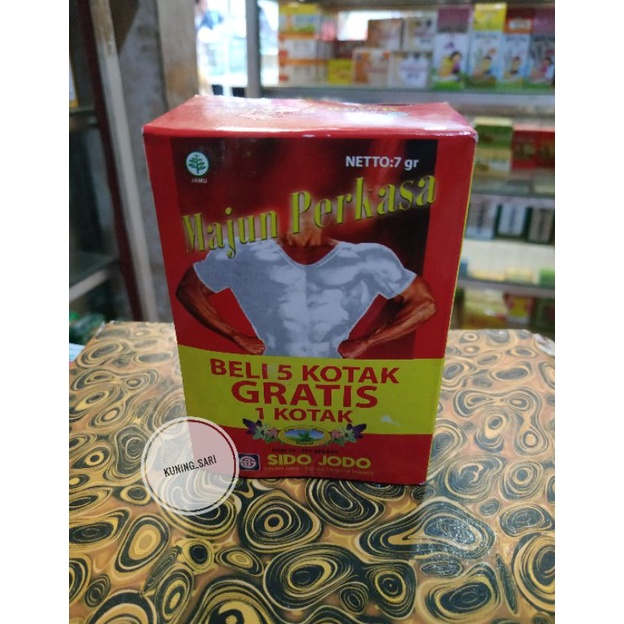 JAMU
NETTO:7 gr
Majun Perkasa
BELI 5 KOTAK
GRATIS
1 KOTAK
SIDO JODO
KUNING_SARI